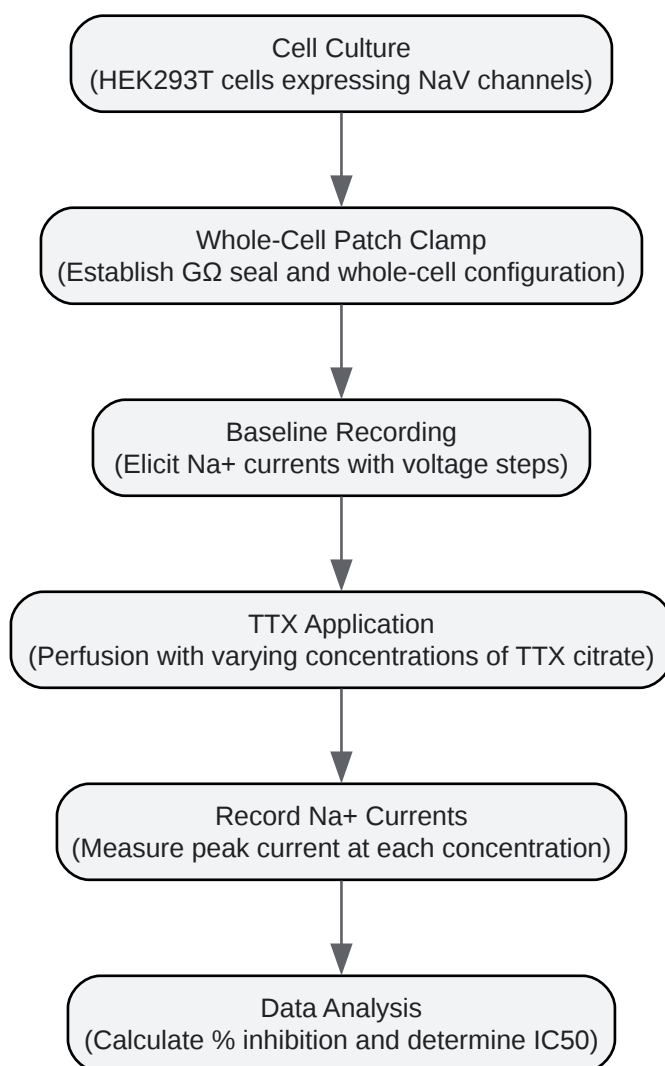 Cell Culture
(HEK293T cells expressing NaV channels)
Whole-Cell Patch Clamp
(Establish GΩ seal and whole-cell configuration)
Baseline Recording
(Elicit Na+ currents with voltage steps)
TTX Application
(Perfusion with varying concentrations of TTX citrate)
Record Na+ Currents
(Measure peak current at each concentration)
Data Analysis
(Calculate % inhibition and determine IC50)